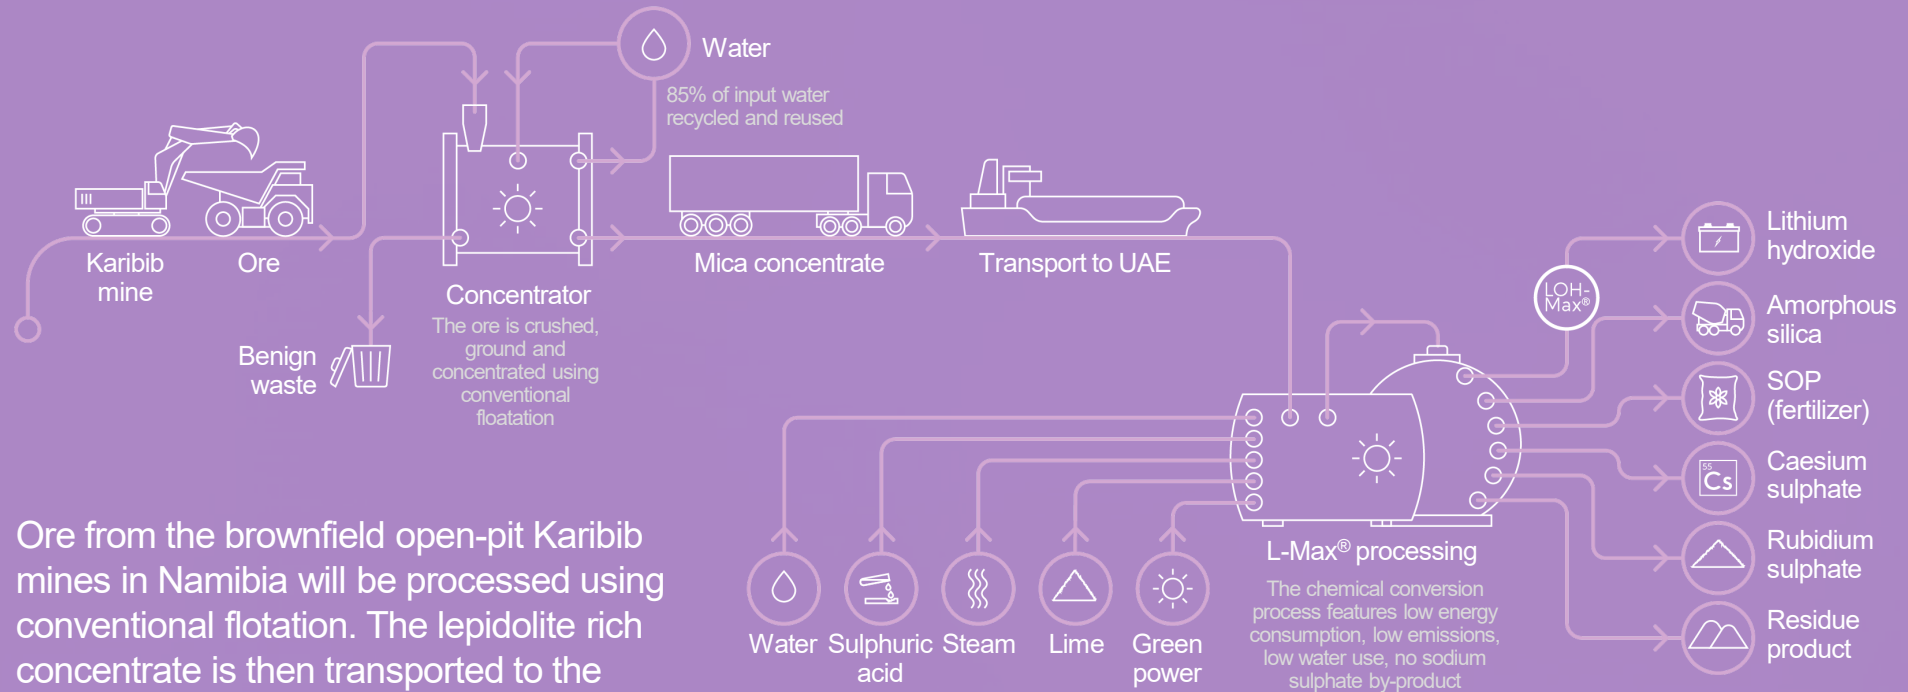 Water
85% of input water
recycled and reused
Karibib
mine
Ore
Concentrator
The ore is crushed,
ground and
concentrated using
conventional
floatation
Benign
waste
Mica concentrate
Transport to UAE
LOH-
Max®
Lithium
hydroxide
Amorphous
silica
SOP
(fertilizer)
55
Cs
Caesium
sulphate
Rubidium
sulphate
Residue
product
L-Max® processing
The chemical conversion
process features low energy
consumption, low emissions,
low water use, no sodium
sulphate by-product
Water
Sulphuric
acid
Steam
Lime
Green
power
Ore from the brownfield open-pit Karibib
mines in Namibia will be processed using
conventional flotation. The lepidolite rich
concentrate is then transported to the